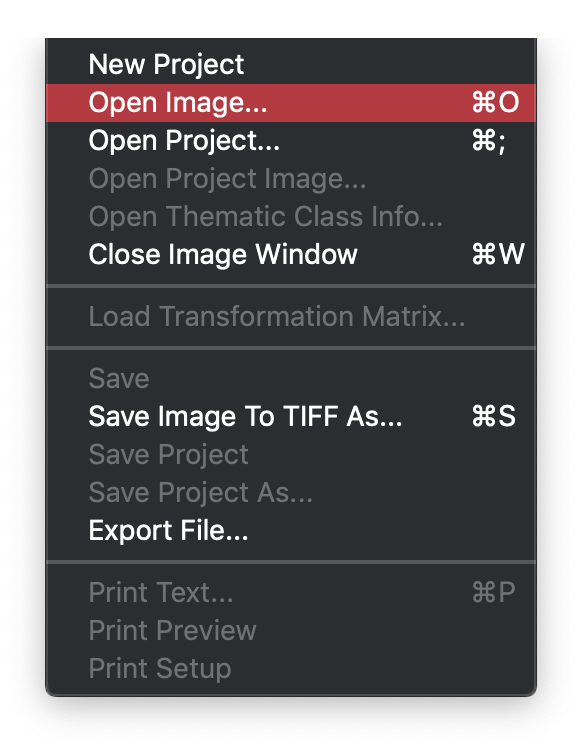 New Project
Open Image... ⌘O
Open Project... ⌘;
Open Project Image...
Open Thematic Class Info...
Close Image Window ⌘W
Load Transformation Matrix...
Save
Save Image To TIFF As... ⌘S
Save Project
Save Project As...
Export File...
Print Text... ⌘P
Print Preview
Print Setup